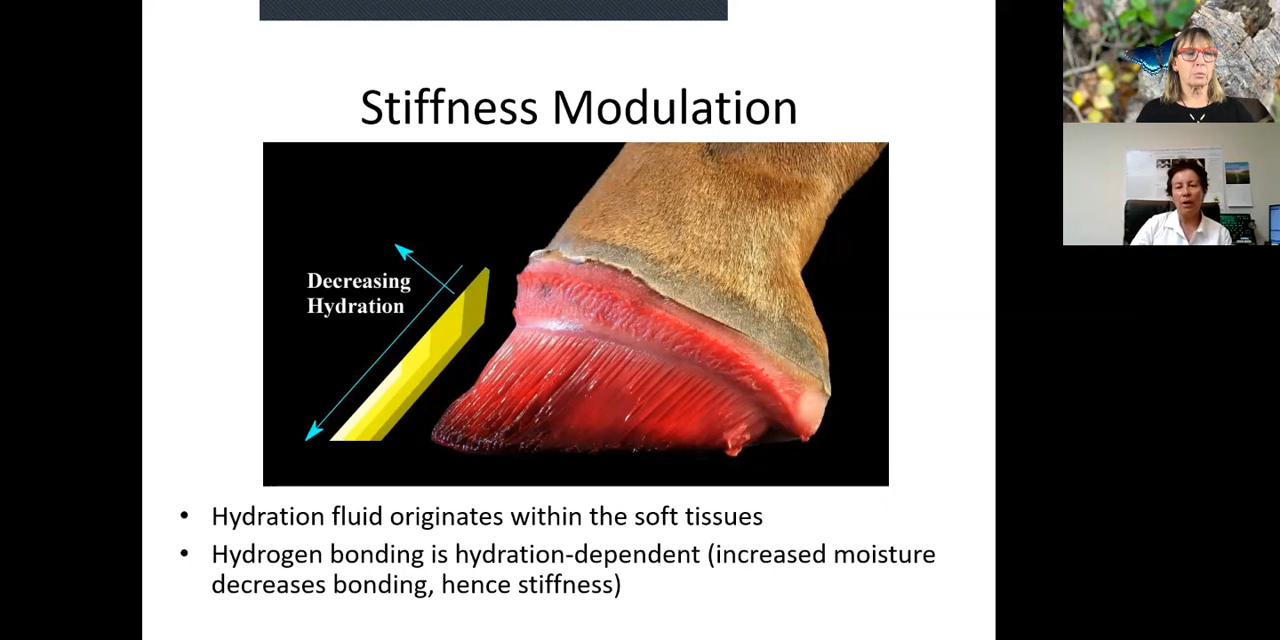 Stiffness Modulation
Decreasing
Hydration
• Hydration fluid originates within the soft tissues
• Hydrogen bonding is hydration-dependent (increased moisture
decreases bonding, hence stiffness)